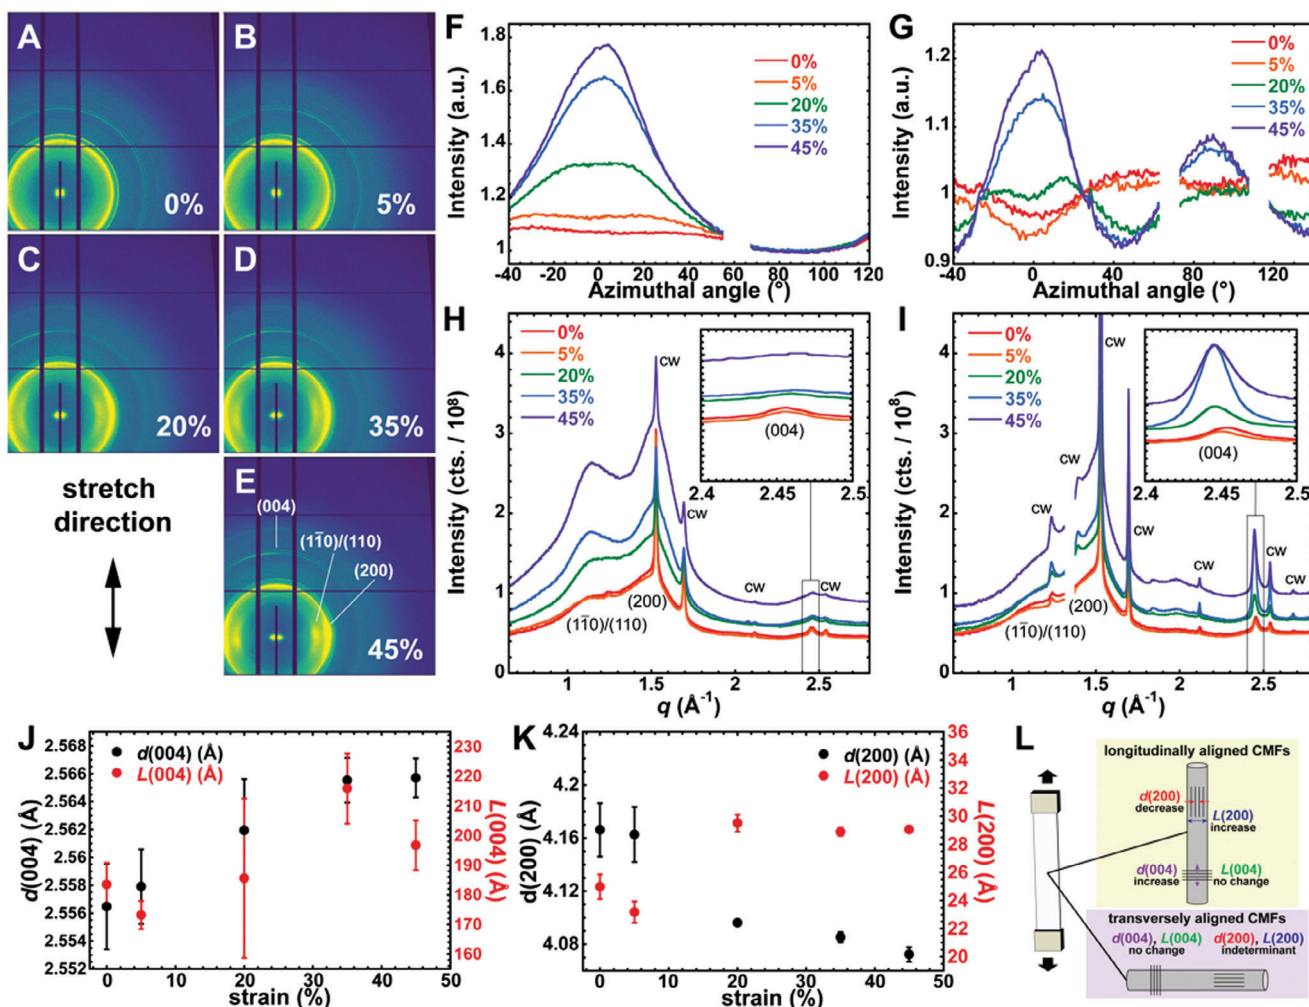 A
0%
B
5%
C
20%
D
35%
stretch
direction
E
(004)
(11̄0)/(110)
(200)
45%
F
Intensity (a.u.)
1.8
1.6
1.4
1.2
1
-40
-20
0
20
40
60
80
100
120
Azimuthal angle (°)
0%
5%
20%
35%
45%
G
Intensity (a.u.)
1.2
1.1
1
0.9
-40
0
40
80
120
Azimuthal angle (°)
0%
5%
20%
35%
45%
H
Intensity (cts. / 10⁸)
4
3
2
1
0
1
1.5
2
2.5
q (Å⁻¹)
0%
5%
20%
35%
45%
cw
cw
cw
cw
(11̄0)/(110)
(200)
(004)
2.4
2.45
2.5
I
Intensity (cts. / 10⁸)
4
3
2
1
0
1
1.5
2
2.5
q (Å⁻¹)
0%
5%
20%
35%
45%
cw
cw
cw
cw
cw
cw
cw
(11̄0)/(110)
(200)
(004)
2.4
2.45
2.5
J
d(004) (Å)
L(004) (Å)
d(004) (Å)
2.568
2.566
2.564
2.562
2.560
2.558
2.556
2.554
2.552
0
10
20
30
40
50
strain (%)
230
220
210
200
190
180
170
160
L(004) (Å)
K
d(200) (Å)
L(200) (Å)
d(200) (Å)
4.24
4.2
4.16
4.12
4.08
0
10
20
30
40
50
strain (%)
36
34
32
30
28
26
24
22
20
L(200) (Å)
L
longitudinally aligned CMFs
d(200)
decrease
L(200)
increase
d(004)
increase
L(004)
no change
transversely aligned CMFs
d(004), L(004)
no change
d(200), L(200)
indeterminant